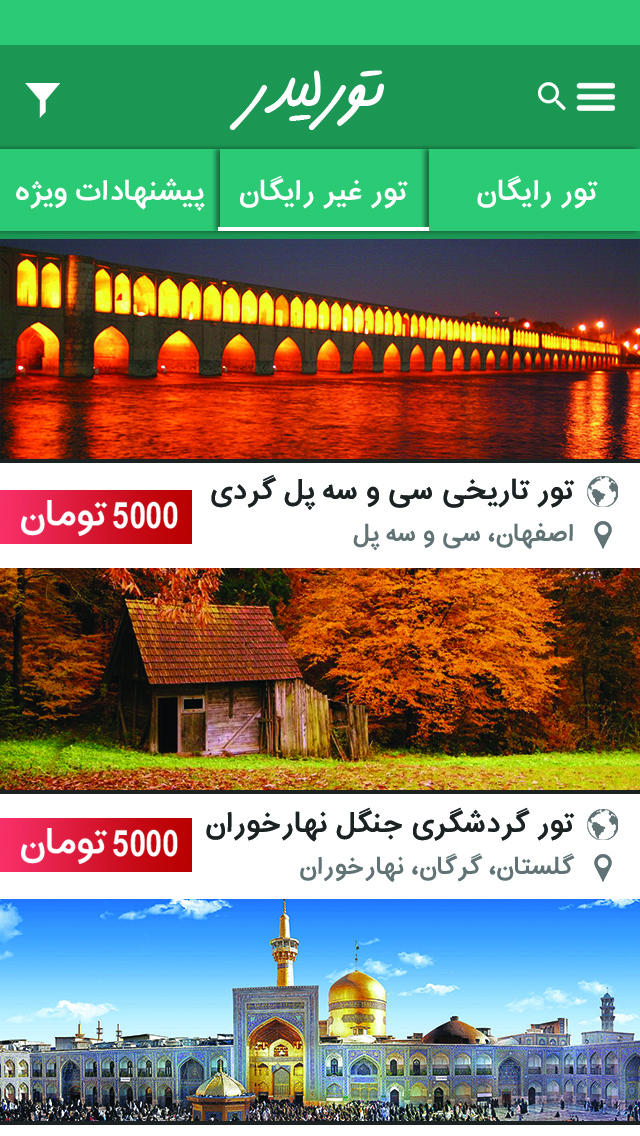 تور لیدر
تور رایگان
تور غیر رایگان
پیشنهادات ویژه
تور تاریخی سی و سه پل گردی
اصفهان، سی و سه پل
5000 تومان
تور گردشگری جنگل نهارخوران
گلستان، گرگان، نهارخوران
5000 تومان